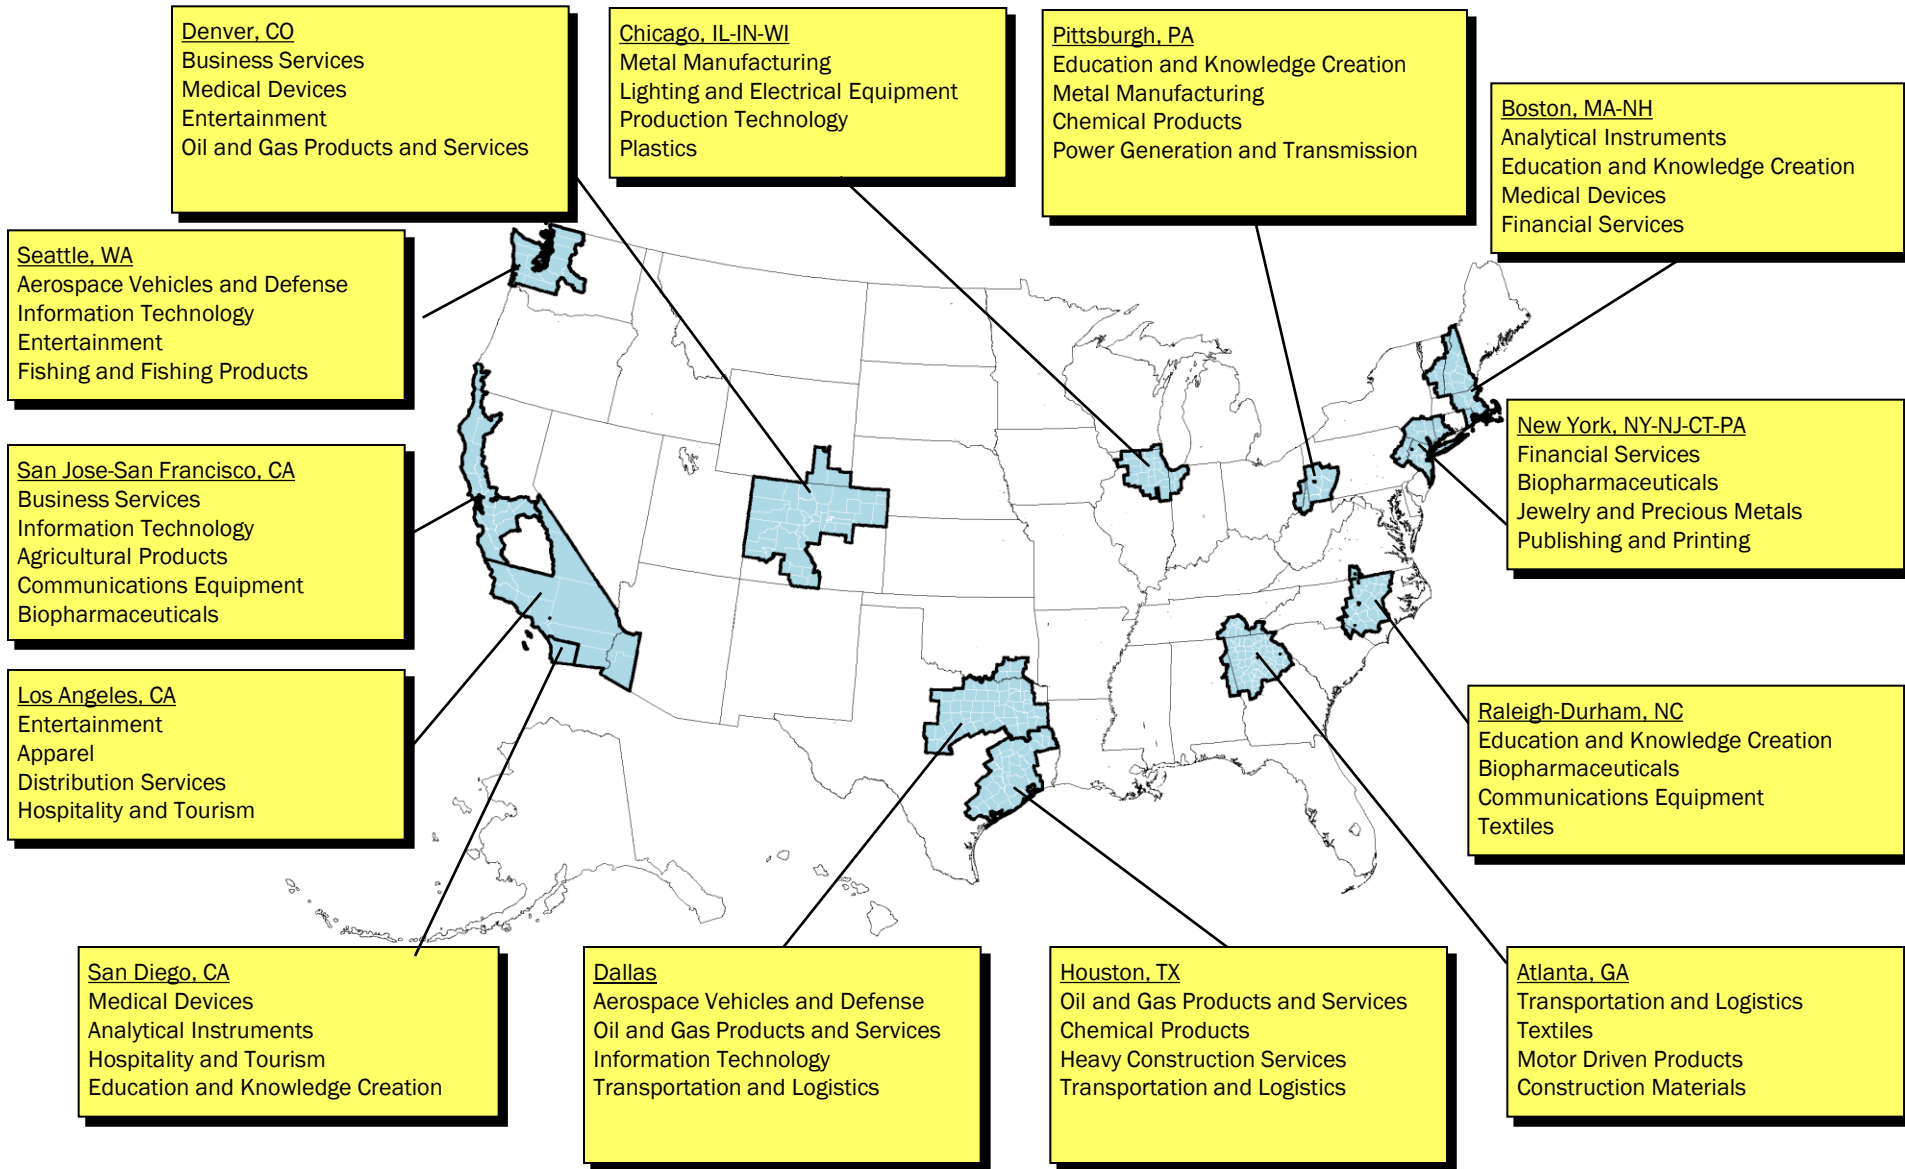 Denver, CO
Business Services
Medical Devices
Entertainment
Oil and Gas Products and Services
Chicago, IL-IN-WI
Metal Manufacturing
Lighting and Electrical Equipment
Production Technology
Plastics
Pittsburgh, PA
Education and Knowledge Creation
Metal Manufacturing
Chemical Products
Power Generation and Transmission
Boston, MA-NH
Analytical Instruments
Education and Knowledge Creation
Medical Devices
Financial Services
Seattle, WA
Aerospace Vehicles and Defense
Information Technology
Entertainment
Fishing and Fishing Products
New York, NY-NJ-CT-PA
Financial Services
Biopharmaceuticals
Jewelry and Precious Metals
Publishing and Printing
San Jose-San Francisco, CA
Business Services
Information Technology
Agricultural Products
Communications Equipment
Biopharmaceuticals
Los Angeles, CA
Entertainment
Apparel
Distribution Services
Hospitality and Tourism
Raleigh-Durham, NC
Education and Knowledge Creation
Biopharmaceuticals
Communications Equipment
Textiles
San Diego, CA
Medical Devices
Analytical Instruments
Hospitality and Tourism
Education and Knowledge Creation
Dallas
Aerospace Vehicles and Defense
Oil and Gas Products and Services
Information Technology
Transportation and Logistics
Houston, TX
Oil and Gas Products and Services
Chemical Products
Heavy Construction Services
Transportation and Logistics
Atlanta, GA
Transportation and Logistics
Textiles
Motor Driven Products
Construction Materials